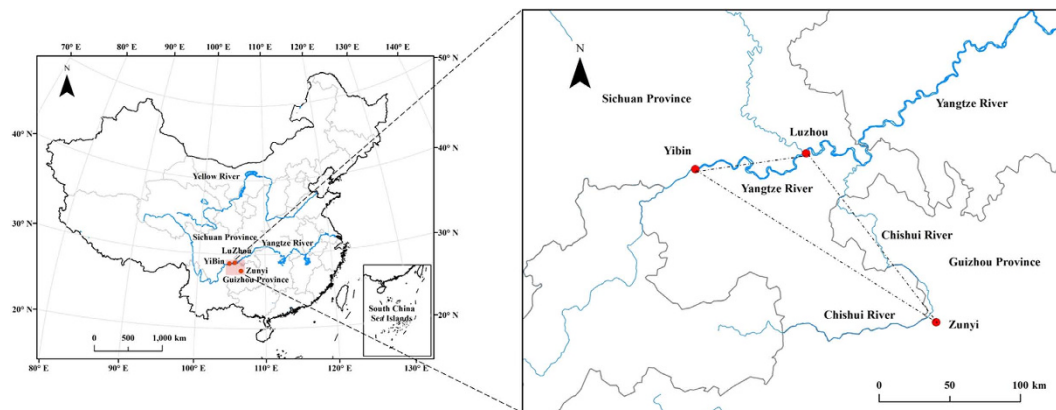 70° E 80° E 90° E 100° E 110° E 120° E 130° E 140° E
50° N
N
40° N
40° N
Yellow River
30° N
30° N
Sichuan Province
Yangtze River
LuZhou
YiBin
Zunyi
Guizhou Province
20° N
20° N
South China
Sea Islands
0 500 1,000 km
80° E 90° E 100° E 110° E 120° E 130° E
N
Sichuan Province
Yangtze River
Luzhou
Yibin
Yangtze River
Chishui River
Guizhou Province
Chishui River
Zunyi
0 50 100 km